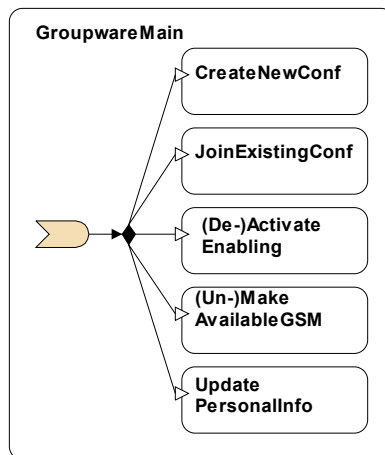 GroupwareMain
CreateNewConf
JoinExistingConf
(De-)Activate
Enabling
(Un-)Make
AvailableGSM
Update
PersonalInfo